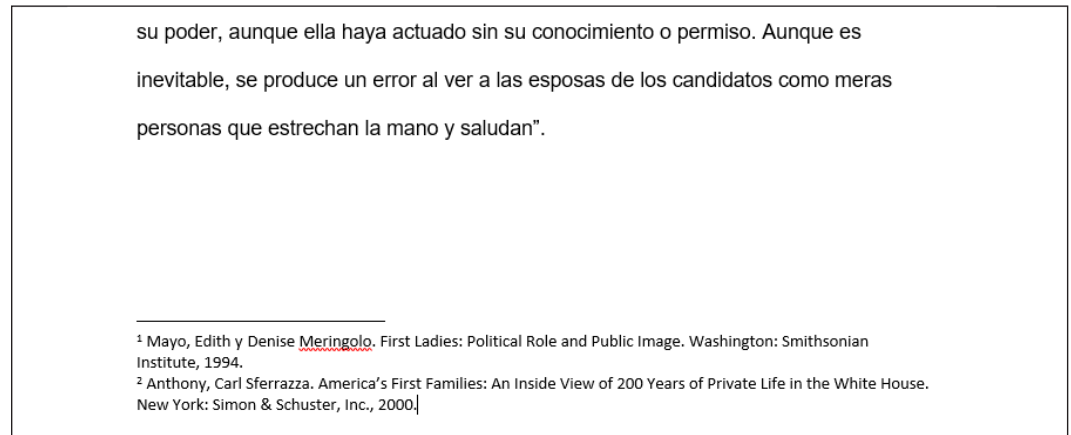 su poder, aunque ella haya actuado sin su conocimiento o permiso. Aunque es
inevitable, se produce un error al ver a las esposas de los candidatos como meras
personas que estrechan la mano y saludan”.
¹ Mayo, Edith y Denise Meringolo. First Ladies: Political Role and Public Image. Washington: Smithsonian
Institute, 1994.
² Anthony, Carl Sferrazza. America’s First Families: An Inside View of 200 Years of Private Life in the White House.
New York: Simon & Schuster, Inc., 2000.